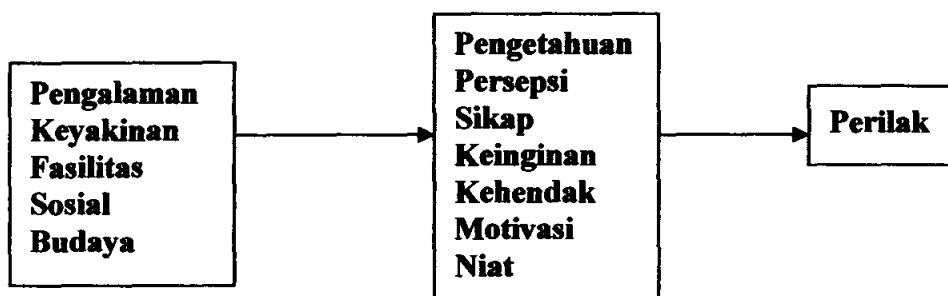 Pengalaman
Keyakinan
Fasilitas
Sosial
Budaya
Pengetahuan
Persepsi
Sikap
Keinginan
Kehendak
Motivasi
Niat
Perilak